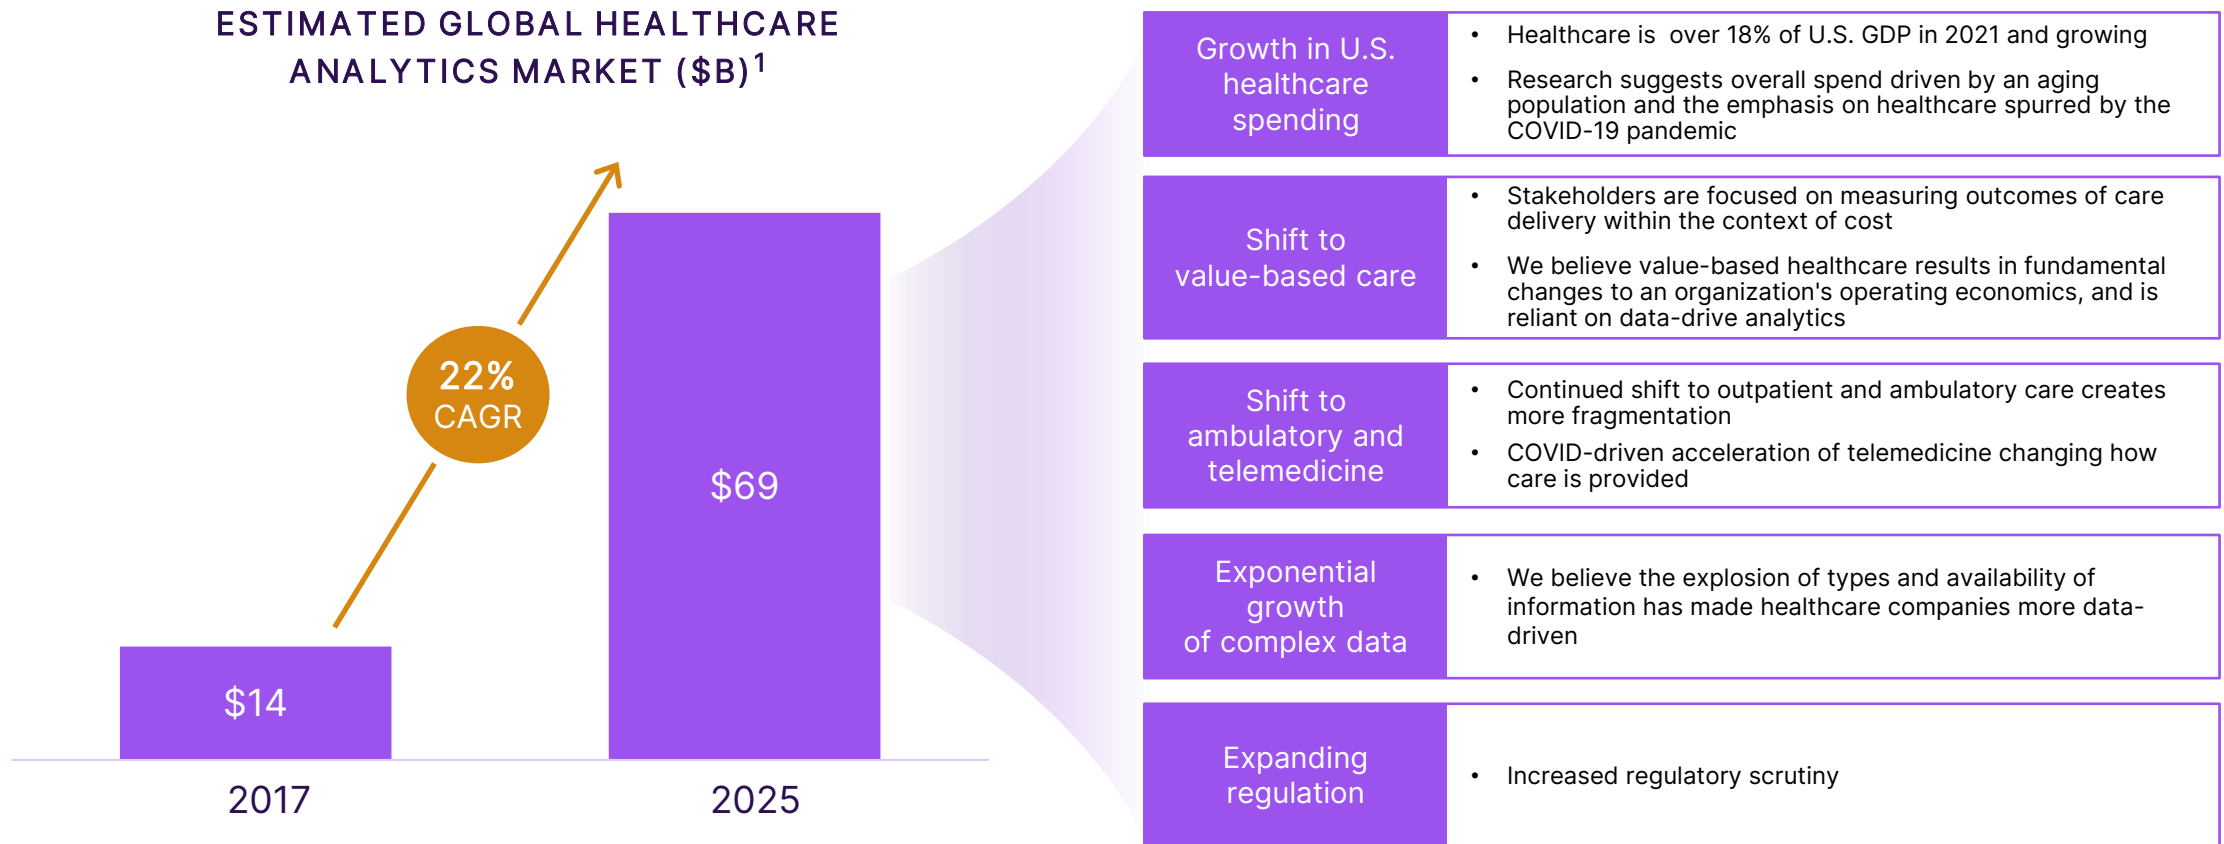 ESTIMATED GLOBAL HEALTHCARE
ANALYTICS MARKET ($B)¹
22%
CAGR
$69
$14
2017
2025
Growth in U.S.
healthcare
spending
• Healthcare is  over 18% of U.S. GDP in 2021 and growing
• Research suggests overall spend driven by an aging
population and the emphasis on healthcare spurred by the
COVID-19 pandemic
Shift to
value-based care
• Stakeholders are focused on measuring outcomes of care
delivery within the context of cost
• We believe value-based healthcare results in fundamental
changes to an organization's operating economics, and is
reliant on data-drive analytics
Shift to
ambulatory and
telemedicine
• Continued shift to outpatient and ambulatory care creates
more fragmentation
• COVID-driven acceleration of telemedicine changing how
care is provided
Exponential
growth
of complex data
• We believe the explosion of types and availability of
information has made healthcare companies more data-
driven
Expanding
regulation
• Increased regulatory scrutiny